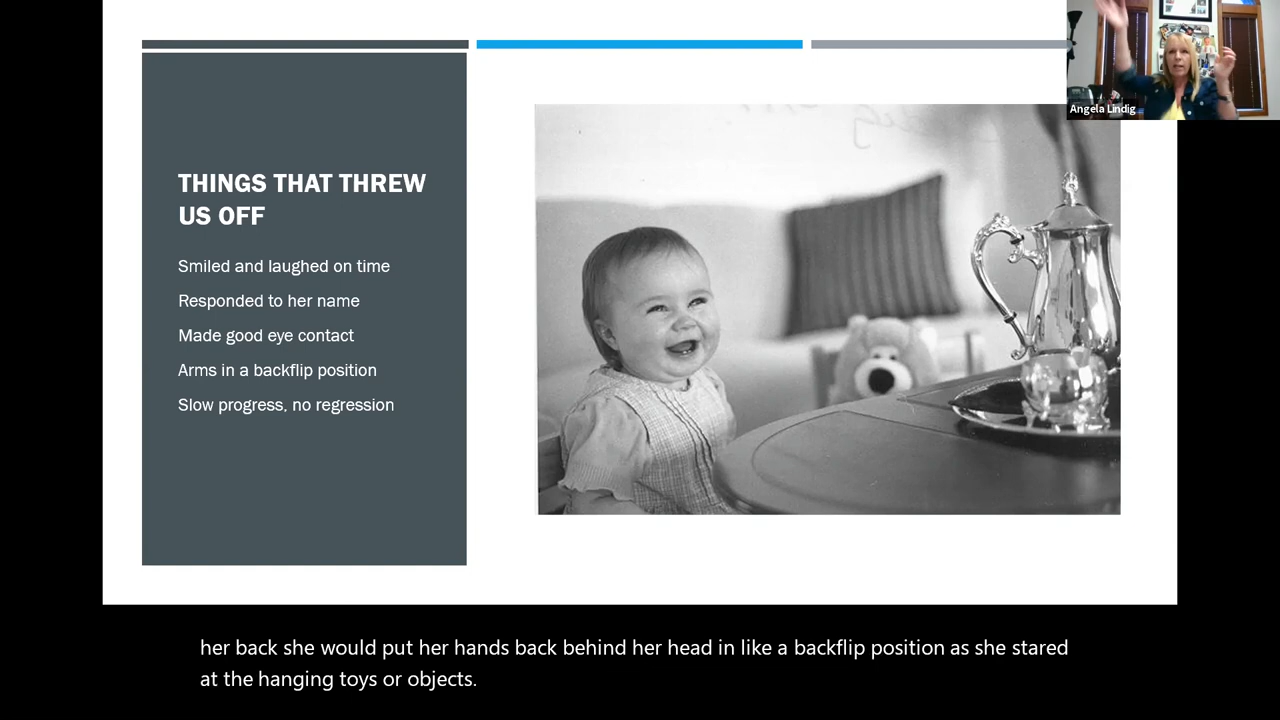 Angela Lindig
THINGS THAT THREW
US OFF
Smiled and laughed on time
Responded to her name
Made good eye contact
Arms in a backflip position
Slow progress, no regression
her back she would put her hands back behind her head in like a backflip position as she stared
at the hanging toys or objects.